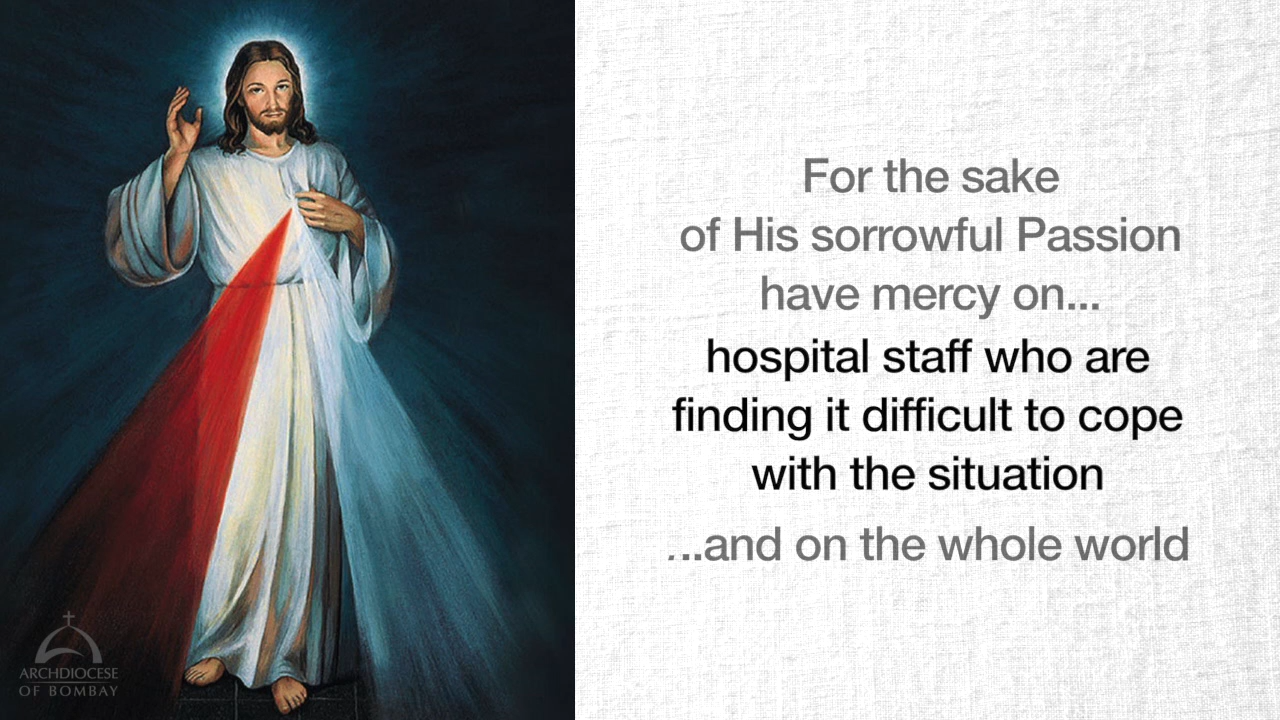 For the sake
of His sorrowful Passion
have mercy on...
hospital staff who are
finding it difficult to cope
with the situation
...and on the whole world
ARCHDIOCESE
OF BOMBAY